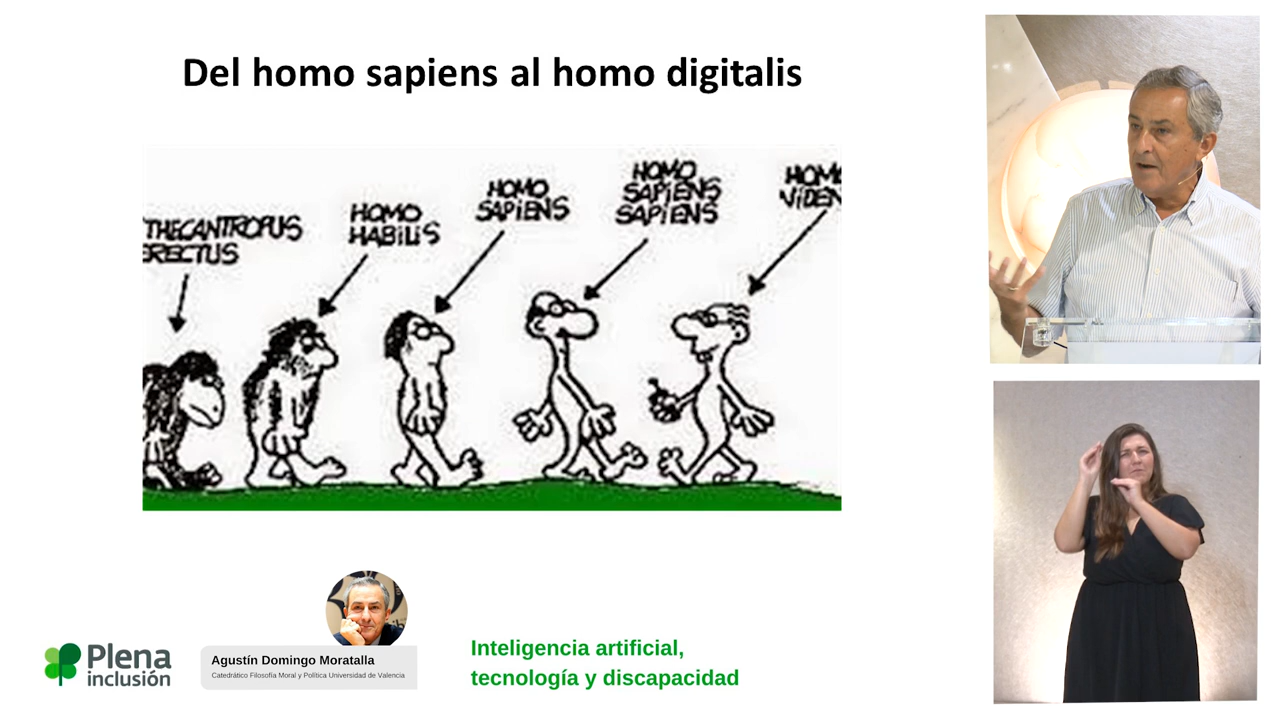 Del homo sapiens al homo digitalis
THECANTROPUS
ERECTUS
HOMO
HABILIS
HOMO
SAPIENS
HOMO
SAPIENS
SAPIENS
HOM
VIDEN
Plena
inclusión
Agustín Domingo Moratalla
Catedrático Filosofía Moral y Política Universidad de Valencia
Inteligencia artificial,
tecnología y discapacidad